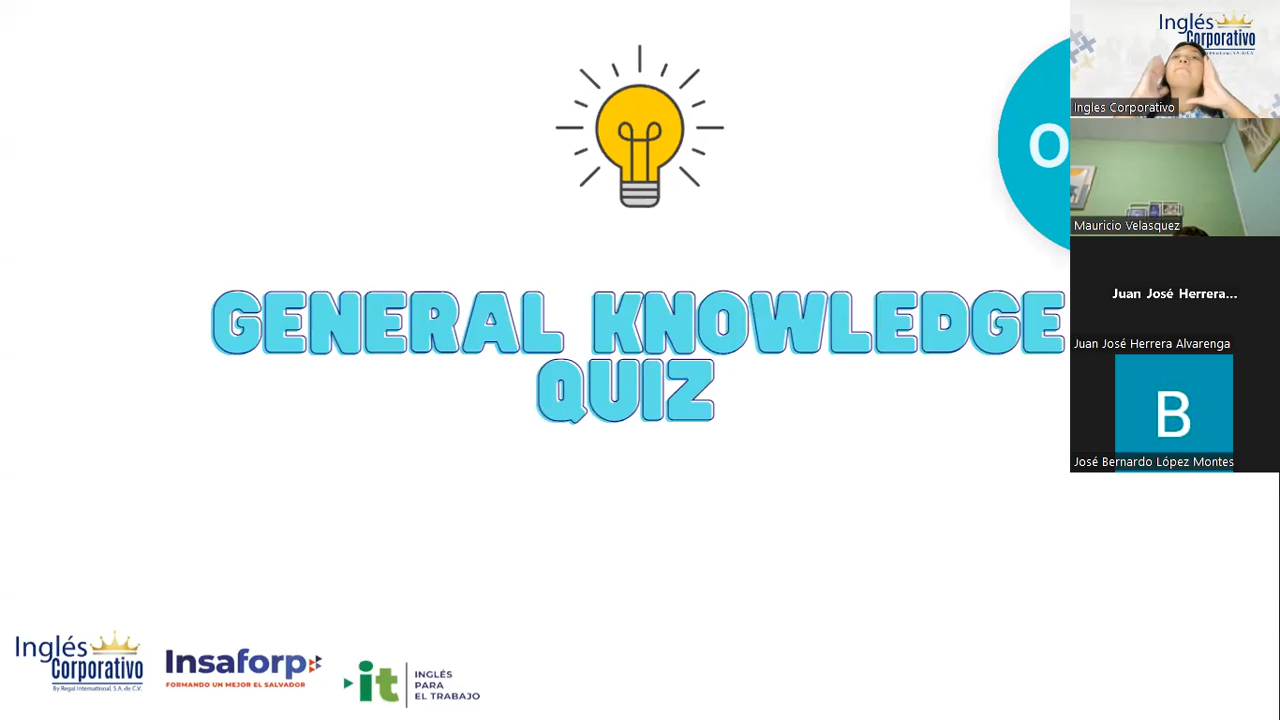 GENERAL KNOWLEDGE
QUIZ
O
Inglés
Corporativo
Ingles Corporativo
Mauricio Velasquez
Juan José Herrera...
Juan José Herrera Alvarenga
B
José Bernardo López Montes
Inglés
Corporativo
By Regal International, S.A. de C.V.
Insaforp
FORMANDO UN MEJOR EL SALVADOR
it
INGLÉS
PARA
EL TRABAJO